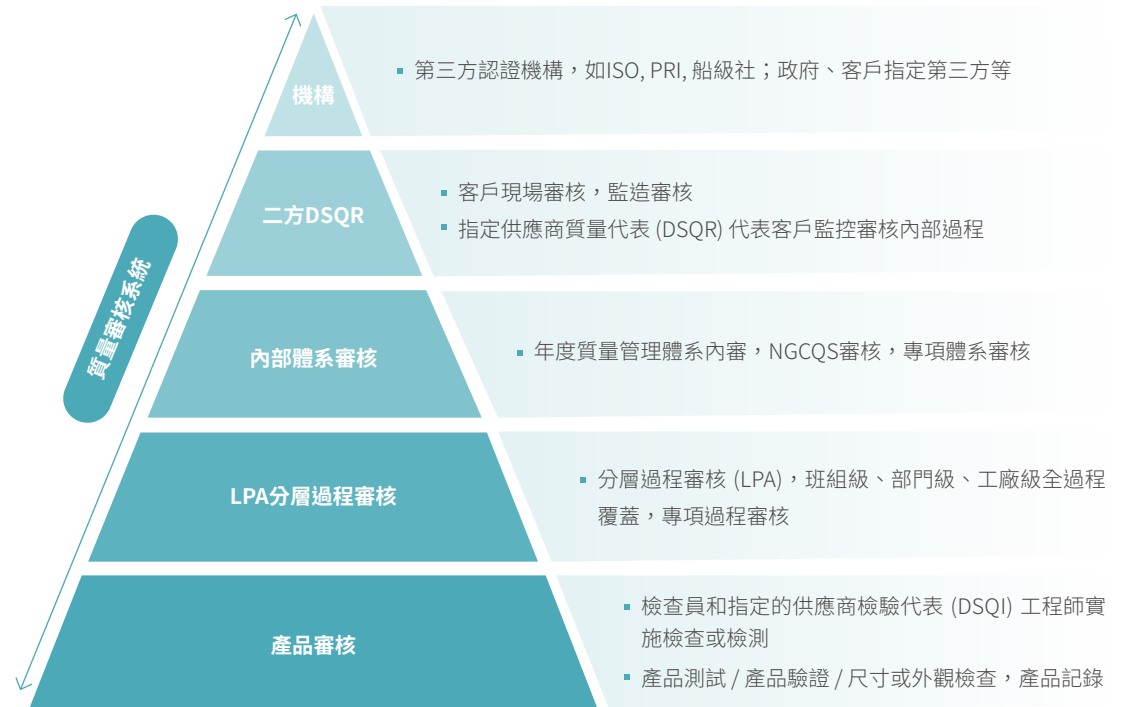 機構
第三方認證機構，如ISO, PRI, 船級社；政府、客戶指定第三方等
二方DSQR
客戶現場審核，監造審核
指定供應商質量代表 (DSQR) 代表客戶監控審核內部過程
質量審核系統
內部體系審核
年度質量管理體系內審，NGCQS審核，專項體系審核
LPA分層過程審核
分層過程審核 (LPA)，班組級、部門級、工廠級全過程
覆蓋，專項過程審核
產品審核
檢查員和指定的供應商檢驗代表 (DSQI) 工程師實
施檢查或檢測
產品測試 / 產品驗證 / 尺寸或外觀檢查，產品記錄